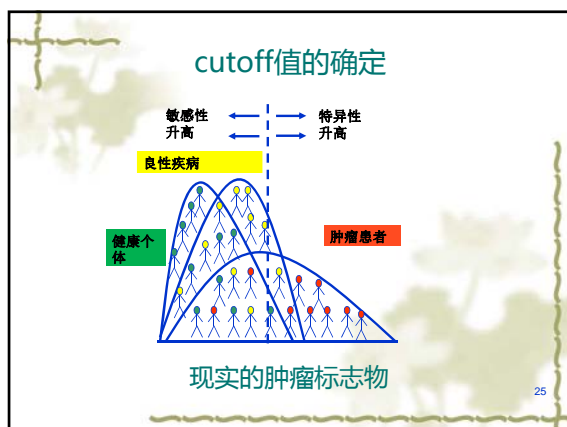 cutoff值的确定
敏感性
升高
特异性
升高
良性疾病
健康个
体
肿瘤患者
现实的肿瘤标志物
25